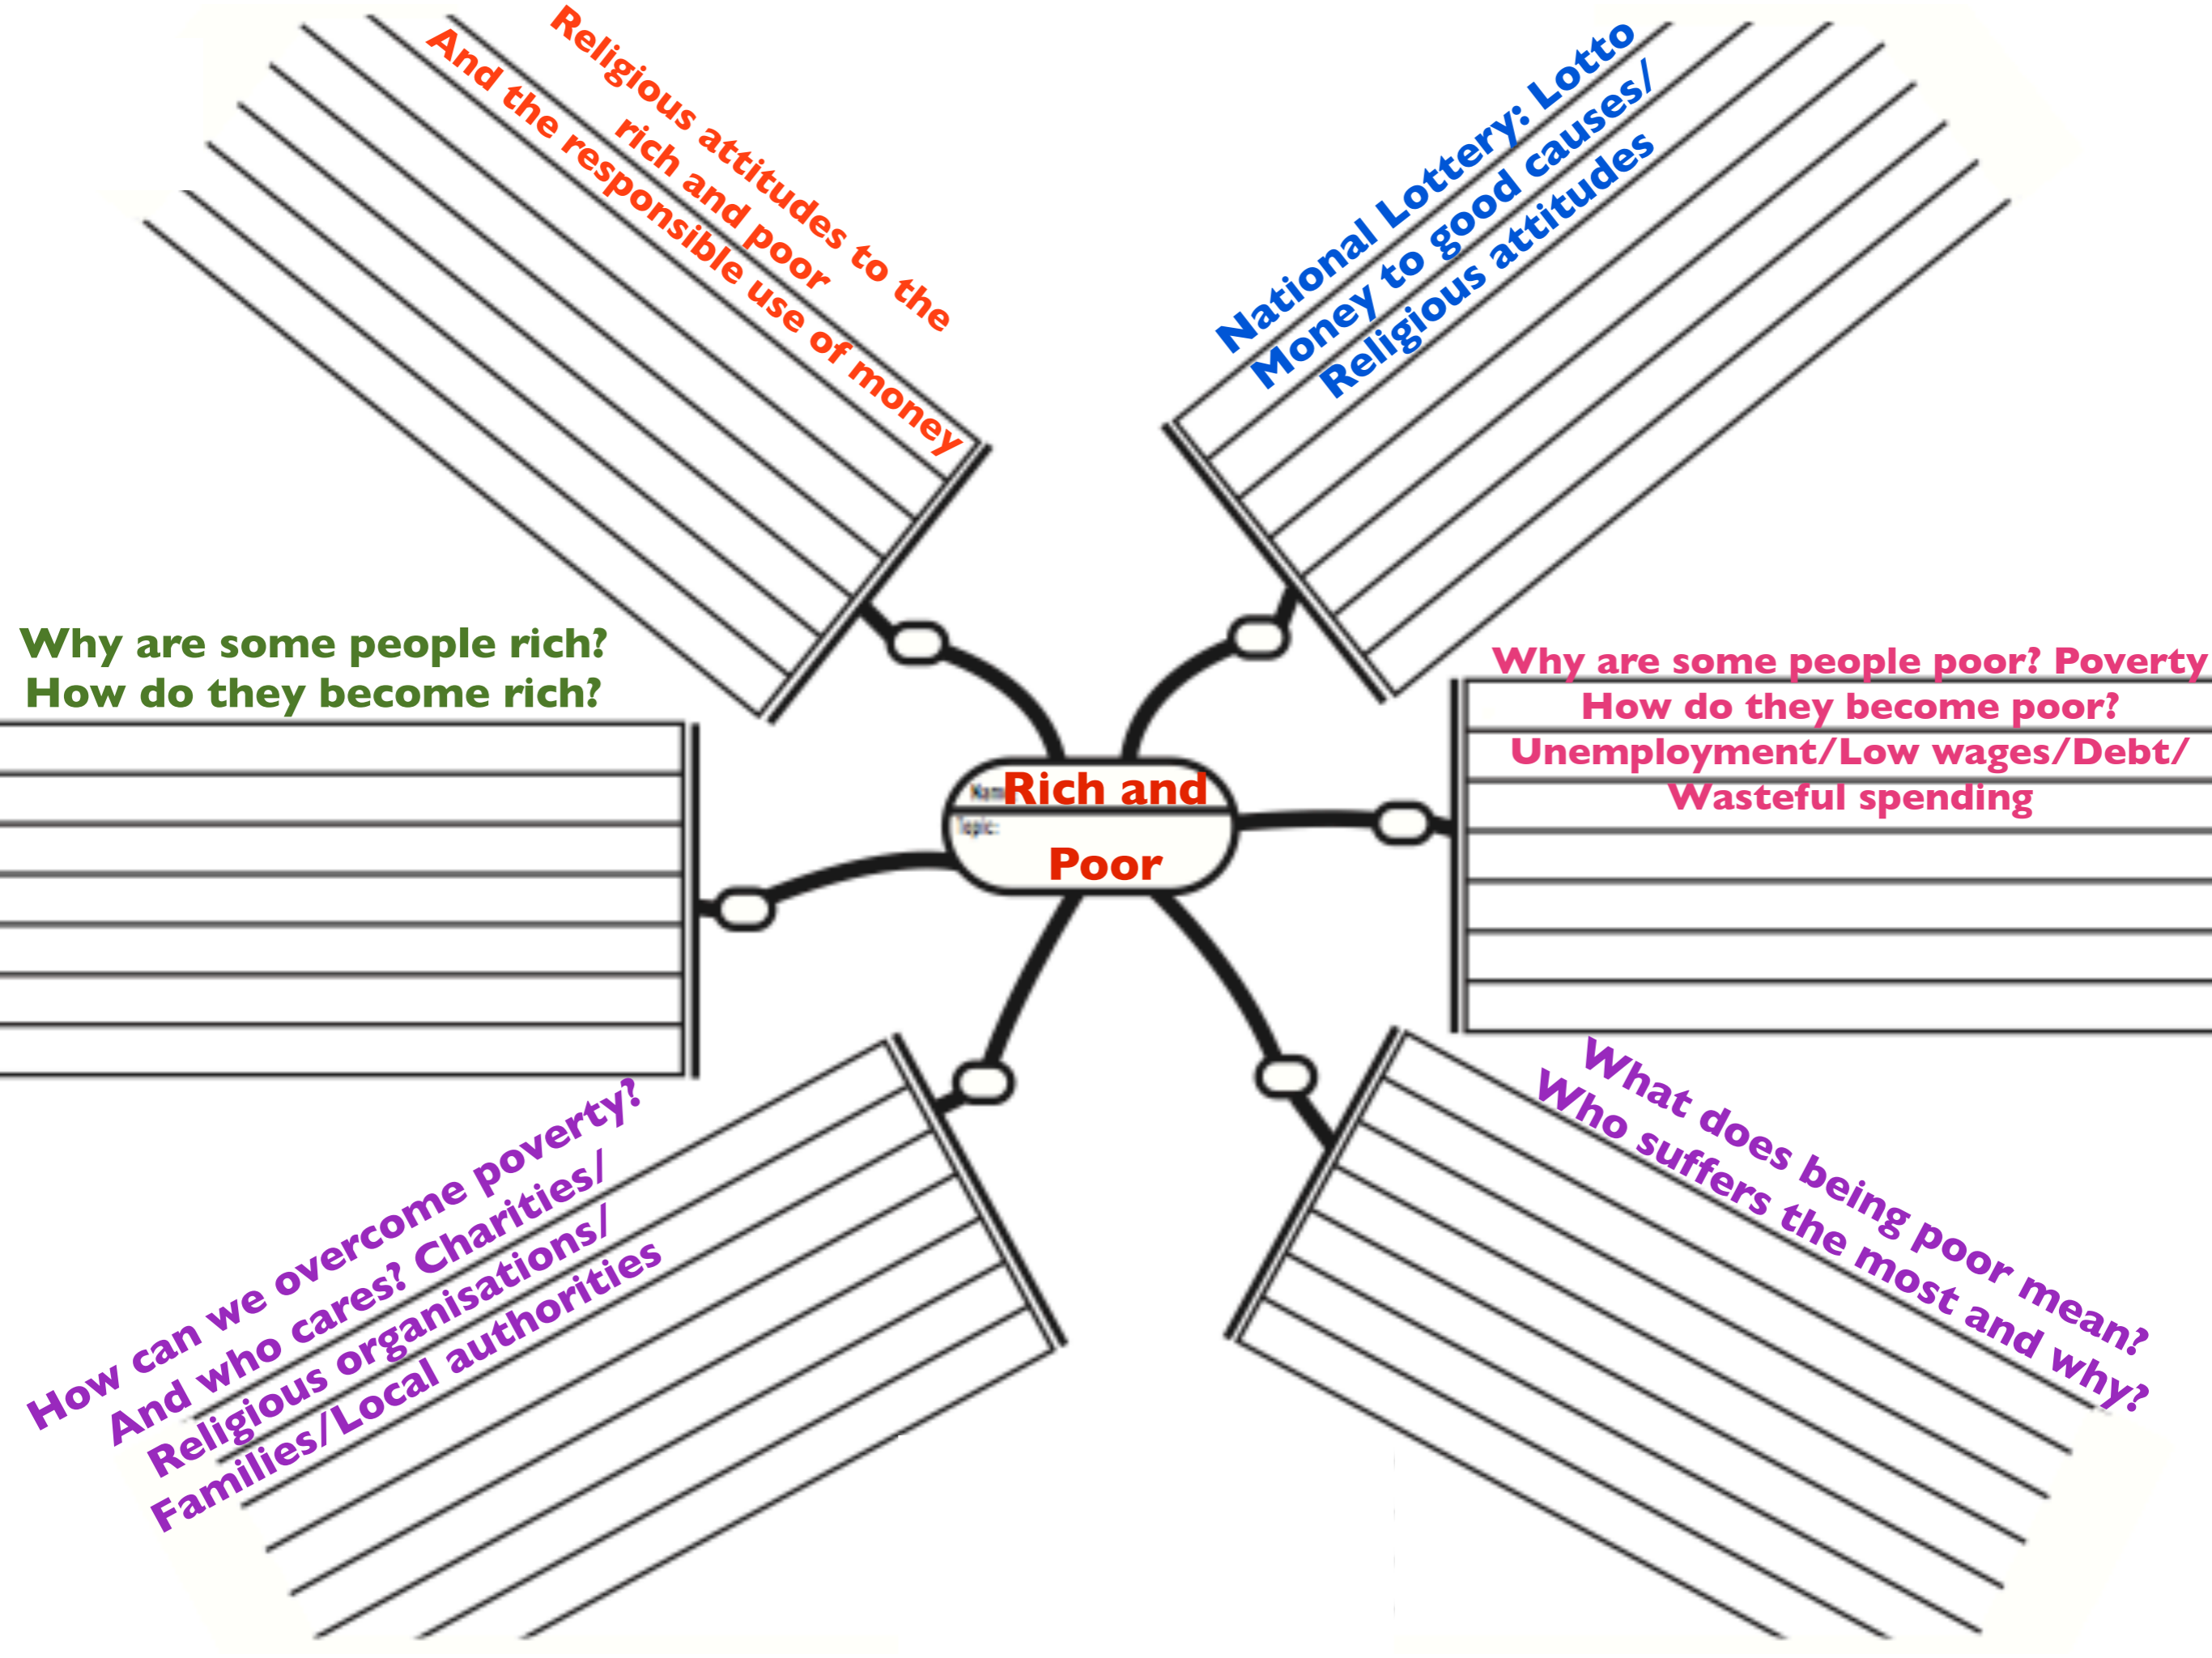 Religious attitudes to the
rich and poor
And the responsible use of money
National Lottery: Lotto
Money to good causes/
Religious attitudes
Why are some people rich?
How do they become rich?
Why are some people poor? Poverty
How do they become poor?
Unemployment/Low wages/Debt/
Wasteful spending
Rich and
Topic:
Poor
How can we overcome poverty?
And who cares? Charities/
Religious organisations/
Families/Local authorities
What does being poor mean?
Who suffers the most and why?